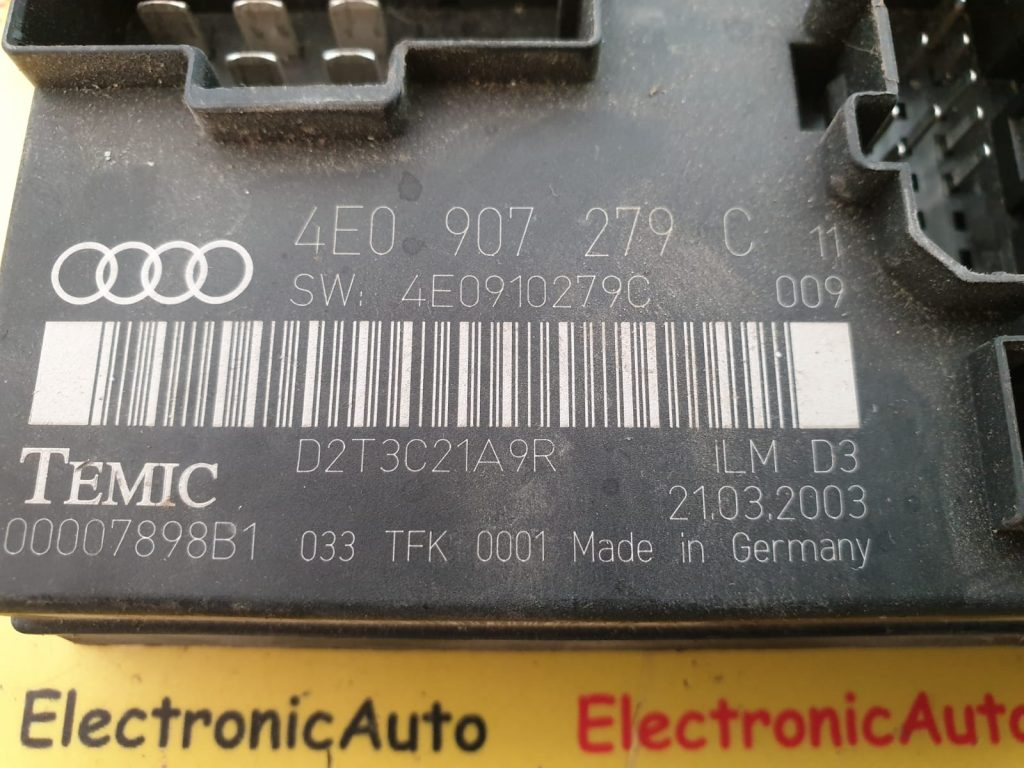 4E0 907 279 C 11
SW: 4E0910279C 009
D2T3C21A9R ILM D3
TEMIC 21.03.2003
00007898B1 033 TFK 0001 Made in Germany
ElectronicAuto ElectronicAuto